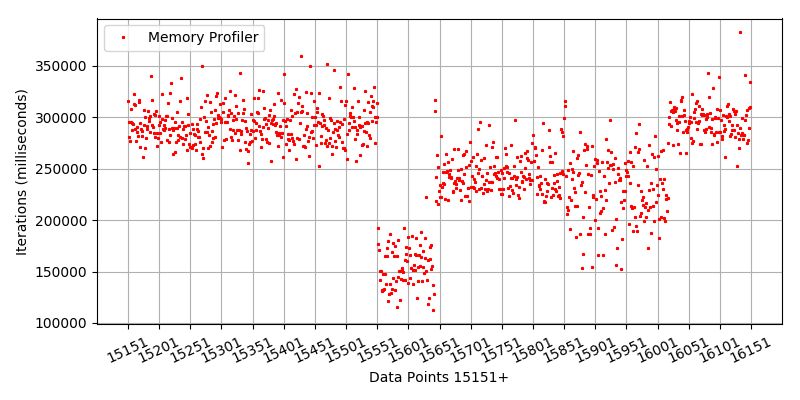 Memory Profiler
350000
300000
250000
200000
150000
100000
Iterations (milliseconds)
15151 15201 15251 15301 15351 15401 15451 15501 15551 15601 15651 15701 15751 15801 15851 15901 15951 16001 16051 16101 16151
Data Points 15151+